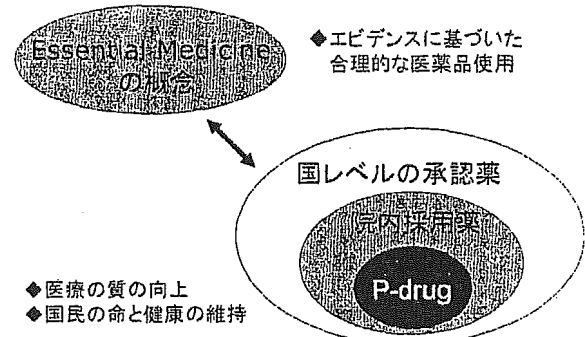 Essential Medicine
の概念
◆エビデンスに基づいた
合理的な医薬品使用
国レベルの承認薬
院内採用薬
P-drug
◆医療の質の向上
◆国民の命と健康の維持